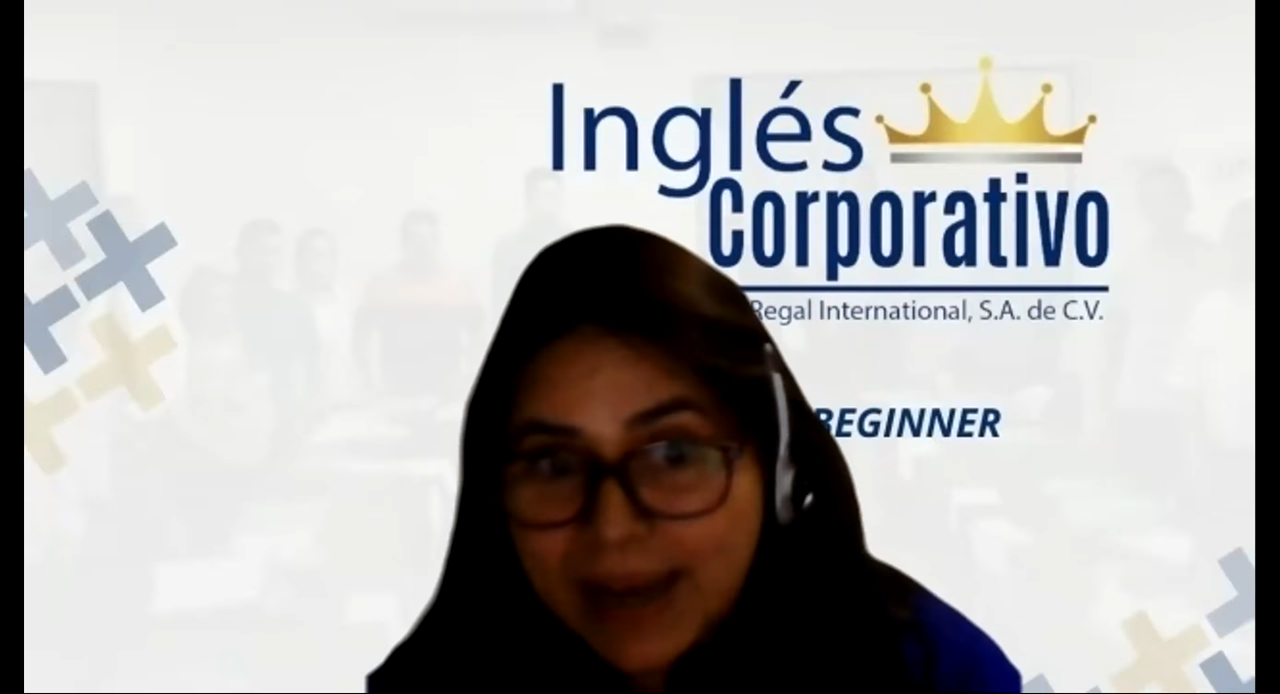 Inglés
Corporativo
Regal International, S.A. de C.V.
BEGINNER